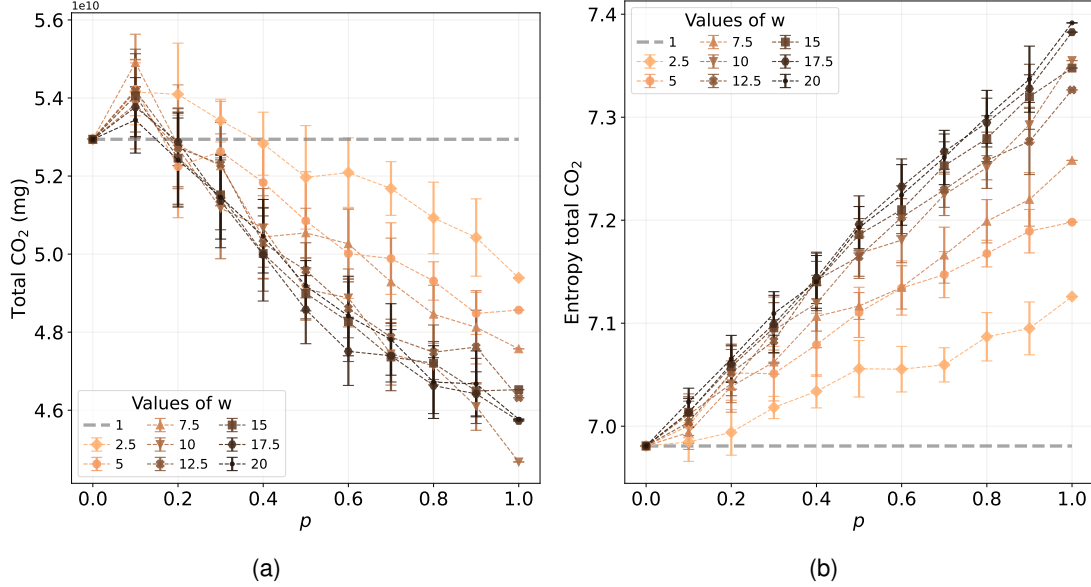 1e10
5.6
5.4
5.2
5.0
4.8
4.6
Total CO₂ (mg)
Values of w
1
2.5
5
7.5
10
12.5
15
17.5
20
0.0 0.2 0.4 0.6 0.8 1.0
p
(a)
7.4
7.3
7.2
7.1
7.0
Entropy total CO₂
Values of w
1
2.5
5
7.5
10
12.5
15
17.5
20
0.0 0.2 0.4 0.6 0.8 1.0
p
(b)